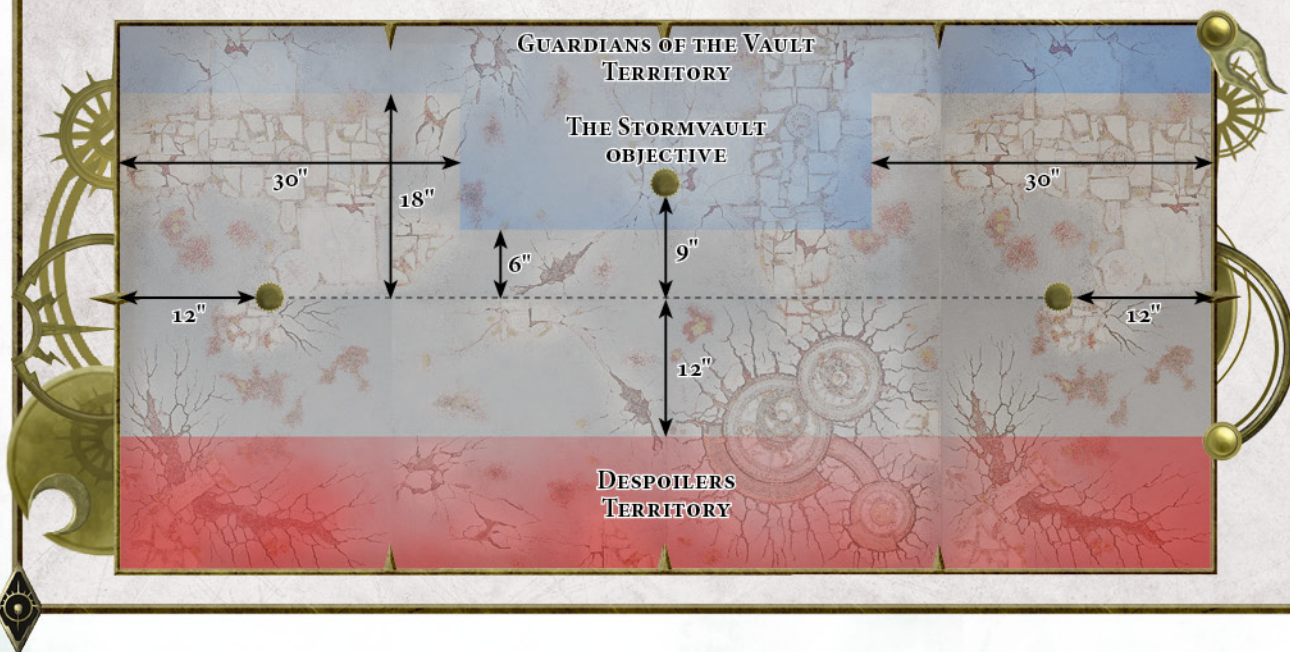 Guardians of the Vault
Territory
The Stormvault
objective
30"
18"
30"
6"
9"
12"
12"
12"
Despoilers
Territory